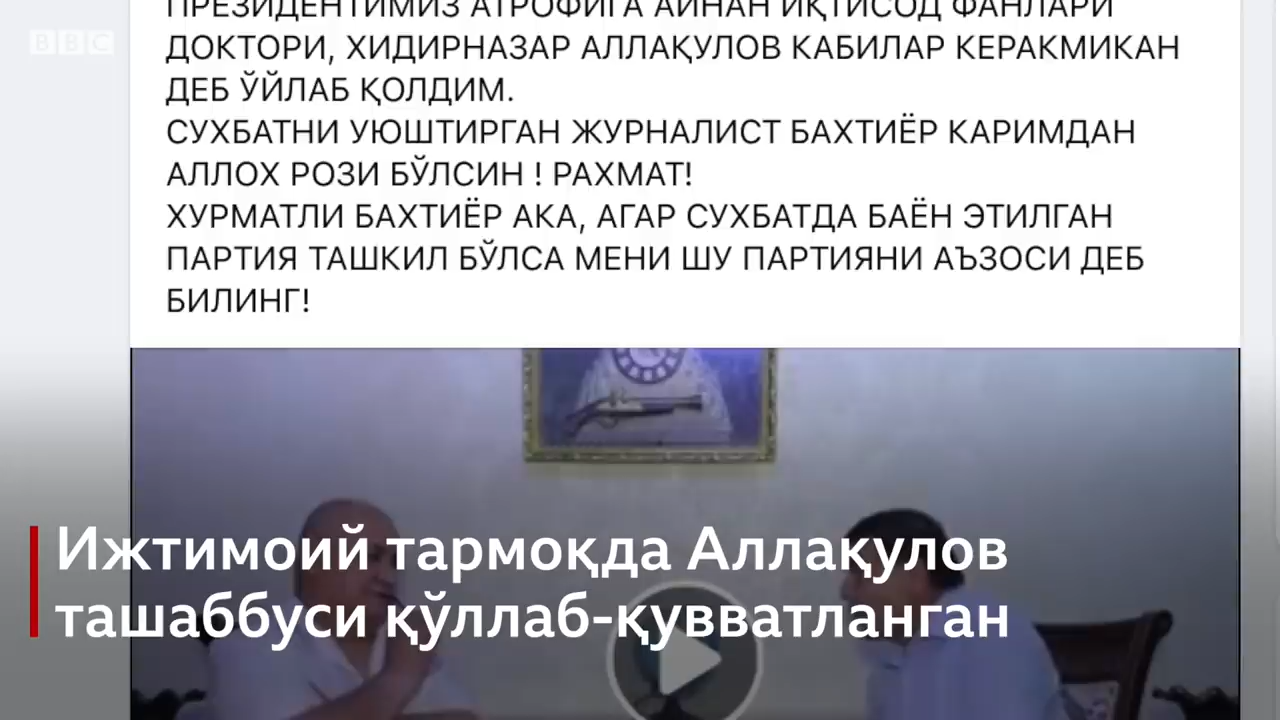 BBC
ПРЕЗИДЕНТИМИЗ АТРОФИГА АЙНАН ИҚТИСОД ФАНЛАРИ
ДОКТОРИ, ХИДИРНАЗАР АЛЛАҚУЛОВ КАБИЛАР КЕРАКМИКАН
ДЕБ ЎЙЛАБ ҚОЛДИМ.
СУХБАТНИ УЮШТИРГАН ЖУРНАЛИСТ БАХТИЁР КАРИМДАН
АЛЛОХ РОЗИ БЎЛСИН ! РАХМАТ!
ХУРМАТЛИ БАХТИЁР АКА, АГАР СУХБАТДА БАЁН ЭТИЛГАН
ПАРТИЯ ТАШКИЛ БЎЛСА МЕНИ ШУ ПАРТИЯНИ АЪЗОСИ ДЕБ
БИЛИНГ!
Ижтимоий тармоқда Аллақулов
ташаббуси қўллаб-қувватланган